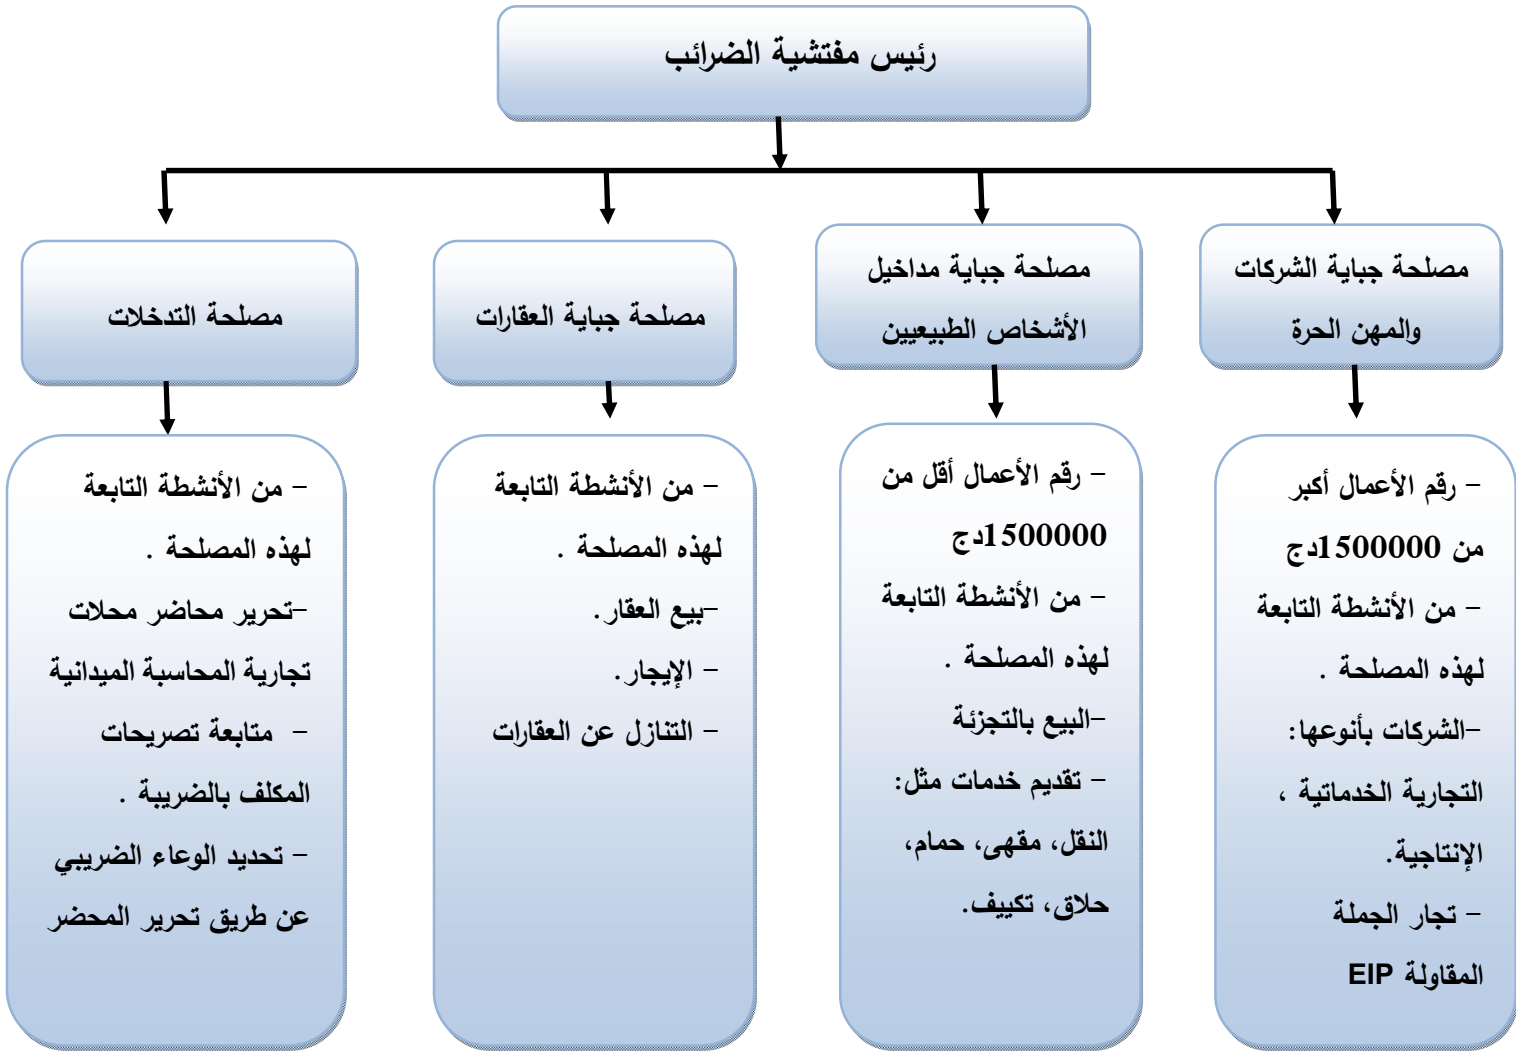 رئيس مفتشية الضرائب
مصلحة جباية الشركات
والمهن الحرة
مصلحة جباية مداخيل
الأشخاص الطبيعيين
مصلحة جباية العقارات
مصلحة التدخلات
- رقم الأعمال أكبر
من 1500000دج
- من الأنشطة التابعة
لهذه المصلحة .
-الشركات بأنوعها:
التجارية الخدماتية ،
الإنتاجية.
- تجار الجملة
المقاولة EIP
- رقم الأعمال أقل من
1500000دج
- من الأنشطة التابعة
لهذه المصلحة .
-البيع بالتجزئة
- تقديم خدمات مثل:
النقل، مقهى، حمام،
حلاق، تكييف.
- من الأنشطة التابعة
لهذه المصلحة .
-بيع العقار.
- الإيجار.
- التنازل عن العقارات
- من الأنشطة التابعة
لهذه المصلحة .
-تحرير محاضر محلات
تجارية المحاسبة الميدانية
- متابعة تصريحات
المكلف بالضريبة .
- تحديد الوعاء الضريبي
عن طريق تحرير المحضر